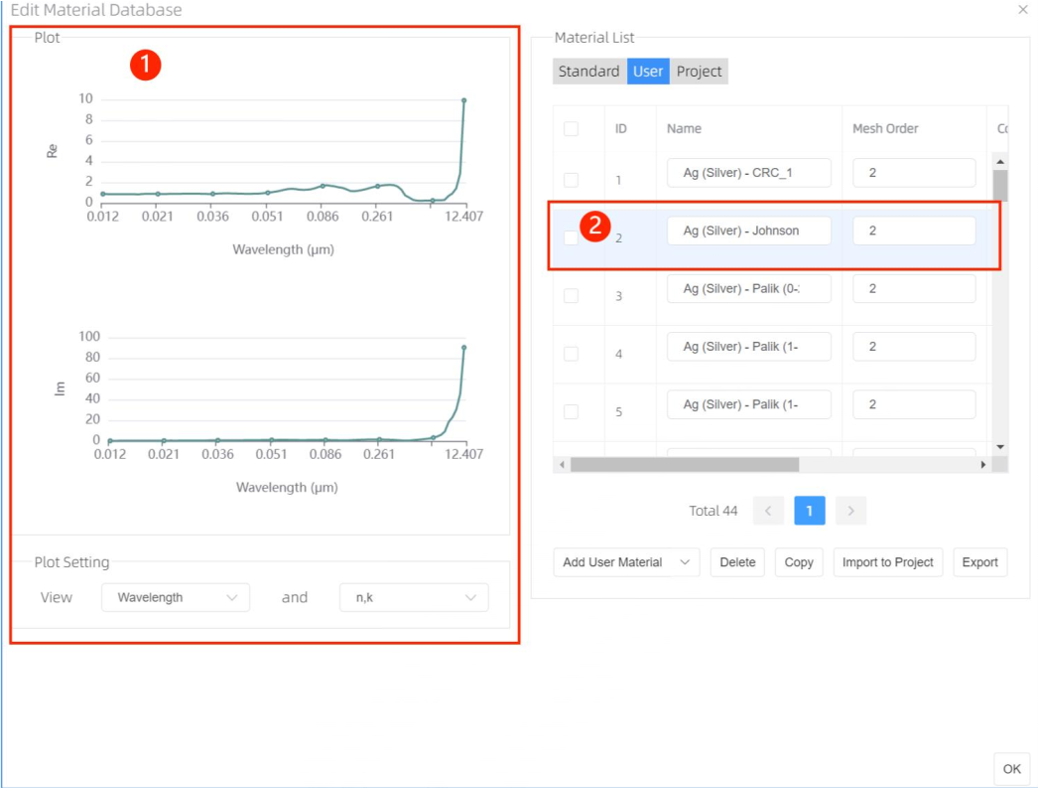 Edit Material Database
Plot
1
10
8
6
4
2
0
Re
0.012 0.021 0.036 0.051 0.086 0.261 12.407
Wavelength (μm)
100
80
60
40
20
0
Im
0.012 0.021 0.036 0.051 0.086 0.261 12.407
Wavelength (μm)
Plot Setting
View Wavelength and n,k
Material List
Standard User Project
ID Name Mesh Order
1 Ag (Silver) - CRC_1 2
2
2 Ag (Silver) - Johnson 2
3 Ag (Silver) - Palik (0-: 2
4 Ag (Silver) - Palik (1- 2
5 Ag (Silver) - Palik (1- 2
Total 44 < 1 >
Add User Material Delete Copy Import to Project Export
OK